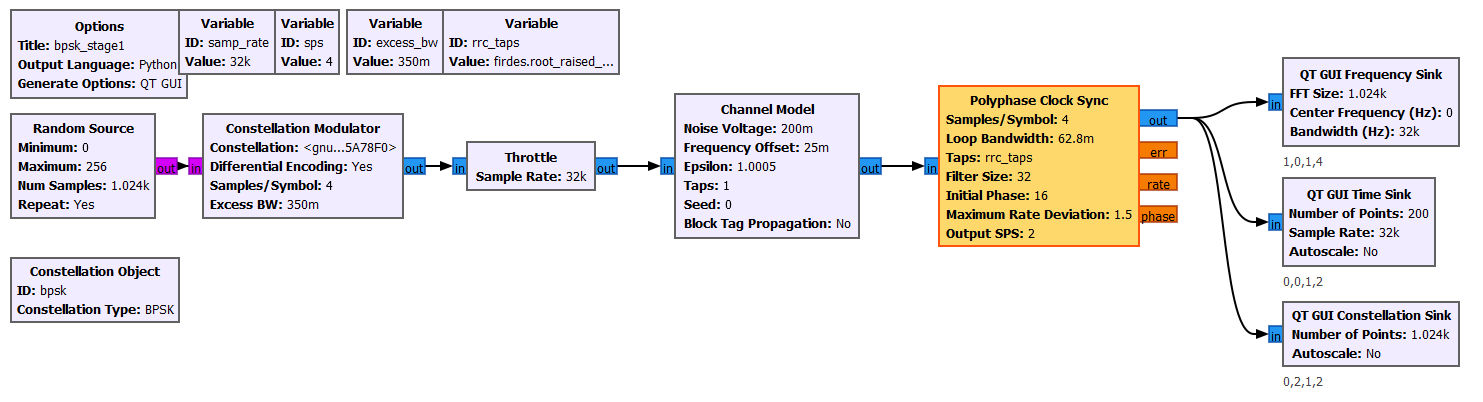 Options
Title: bpsk_stage1
Output Language: Python
Generate Options: QT GUI
Variable
ID: samp_rate
Value: 32k
Variable
ID: sps
Value: 4
Variable
ID: excess_bw
Value: 350m
Variable
ID: rrc_taps
Value: firdes.root_raised_...
Random Source
Minimum: 0
Maximum: 256
Num Samples: 1.024k
Repeat: Yes
out
in
Constellation Modulator
Constellation: <gnu...5A78F0>
Differential Encoding: Yes
Samples/Symbol: 4
Excess BW: 350m
out
in
Throttle
Sample Rate: 32k
out
in
Channel Model
Noise Voltage: 200m
Frequency Offset: 25m
Epsilon: 1.0005
Taps: 1
Seed: 0
Block Tag Propagation: No
out
in
Polyphase Clock Sync
Samples/Symbol: 4
Loop Bandwidth: 62.8m
Taps: rrc_taps
Filter Size: 32
Initial Phase: 16
Maximum Rate Deviation: 1.5
Output SPS: 2
out
err
rate
phase
in
QT GUI Frequency Sink
FFT Size: 1.024k
Center Frequency (Hz): 0
Bandwidth (Hz): 32k
1,0,1,4
in
QT GUI Time Sink
Number of Points: 200
Sample Rate: 32k
Autoscale: No
0,0,1,2
in
QT GUI Constellation Sink
Number of Points: 1.024k
Autoscale: No
0,2,1,2
Constellation Object
ID: bpsk
Constellation Type: BPSK